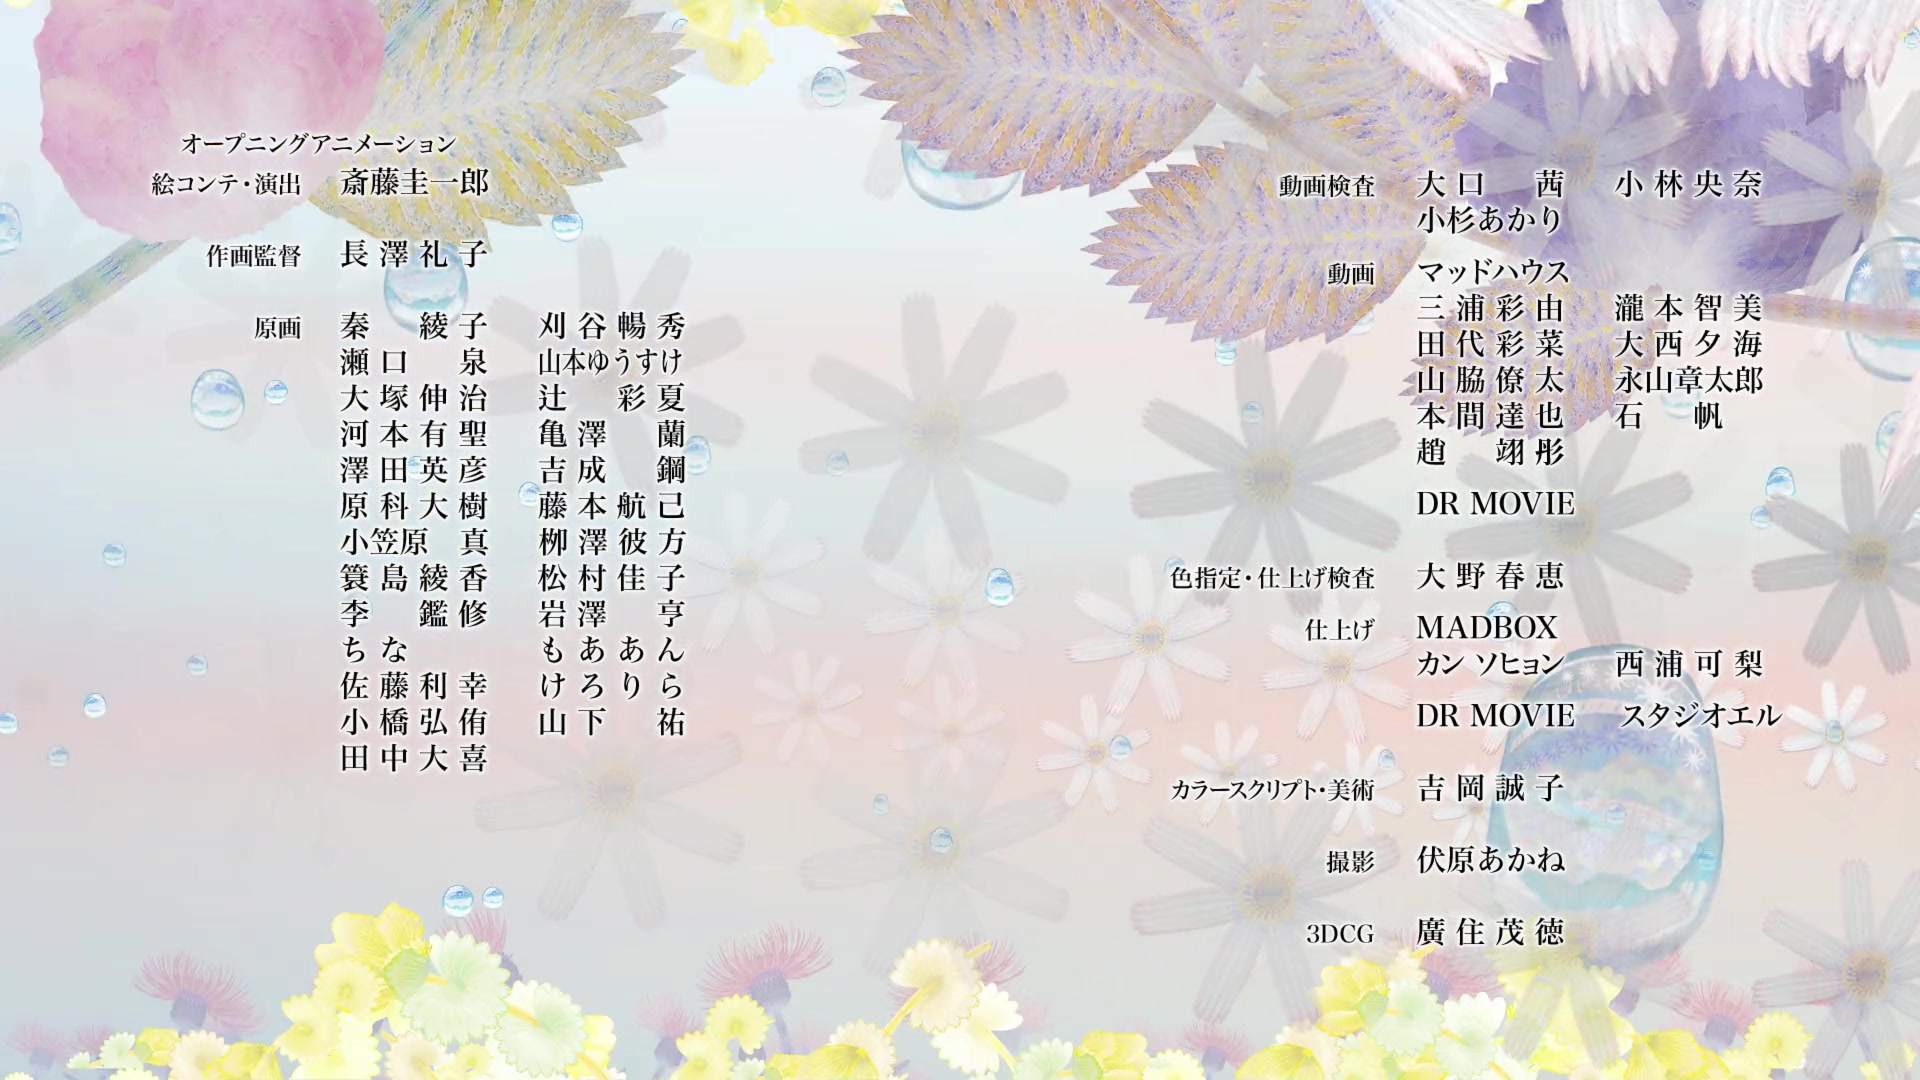 オープニングアニメーション
絵コンテ・演出 斎藤圭一郎
作画監督 長澤礼子
原画 秦 綾子 刈谷暢秀
瀬口 泉 山本ゆうすけ
大塚伸治 辻 彩夏
河本有聖 亀澤 蘭
澤田英彦 吉成 鋼
原科大樹 藤本航己
小笠原 真 栁澤彼方
簑島綾香 松村佳子
李 鑑修 岩澤 亨
ちな もああん
佐藤利幸 けろりら
小橋弘侑 山下 祐
田中大喜
動画検査 大口 茜 小林央奈
小杉あかり
動画 マッドハウス
三浦彩由 瀧本智美
田代彩菜 大西夕海
山脇僚太 永山章太郎
本間達也 石 帆
趙 翊彤
DR MOVIE
色指定・仕上げ検査 大野春恵
仕上げ MADBOX
カン ソヒョン 西浦可梨
DR MOVIE スタジオエル
カラースクリプト・美術 吉岡誠子
撮影 伏原あかね
3DCG 廣住茂徳